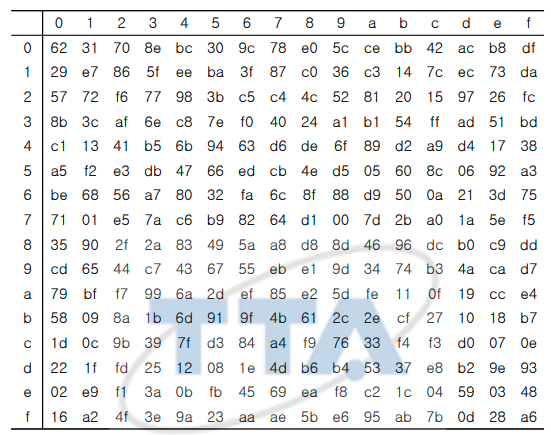 0 1 2 3 4 5 6 7 8 9 a b c d e f
0 62 31 70 8e bc 30 9c 78 e0 5c ce bb 42 ac b8 df
1 29 e7 86 5f ee ba 3f 87 c0 36 c3 14 7c ec 73 da
2 57 72 f6 77 98 3b c5 c4 4c 52 81 20 15 97 26 fc
3 8b 3c af 6e c8 7e f0 40 24 a1 b1 54 ff ad 51 bd
4 c1 13 41 b5 6b 94 63 d6 de 6f 89 d2 a9 d4 17 38
5 a5 f2 e3 db 47 66 ed cb 4e d5 05 60 8c 06 92 a3
6 be 68 56 a7 80 32 fa 6c 8f 88 d9 50 0a 21 3d 75
7 71 01 e5 7a c6 b9 82 64 d1 00 7d 2b a0 1a 5e f5
8 35 90 2f 2a 83 49 5a a8 d8 8d 46 96 dc b0 c9 dd
9 cd 65 44 c7 43 67 55 eb e1 9d 34 74 b3 4a ca d7
a 79 bf f7 99 6a 2d ef 85 e2 5d fe 11 0f 19 cc e4
b 58 09 8a 1b 6d 91 9f 4b 61 2c 2e cf 27 10 18 b7
c 1d 0c 9b 39 7f d3 84 a4 f9 76 33 f4 f3 d0 07 0e
d 22 1f fd 25 12 08 1e 4d b6 b4 53 37 e8 b2 9e 93
e 02 e9 f1 3a 0b fb 45 69 ea f8 c2 1c 04 59 03 48
f 16 a2 4f 3e 9a 23 aa ae 5b e6 95 ab 7b 0d 28 a6
TTA